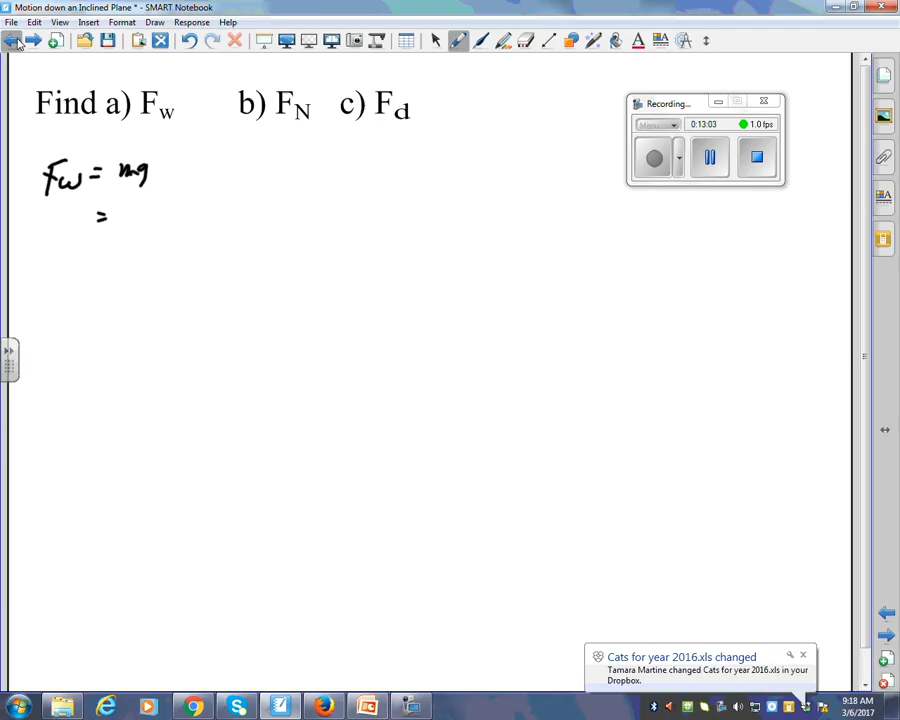 Motion down an Inclined Plane * - SMART Notebook
File Edit View Insert Format Draw Response Help
Find a) Fw b) FN c) Fd
Recording...
Menu 0:13:03 1.0 fps
Fw = mg
=
Cats for year 2016.xls changed
Tamara Martine changed Cats for year 2016.xls in your
Dropbox.
9:18 AM
3/6/2017